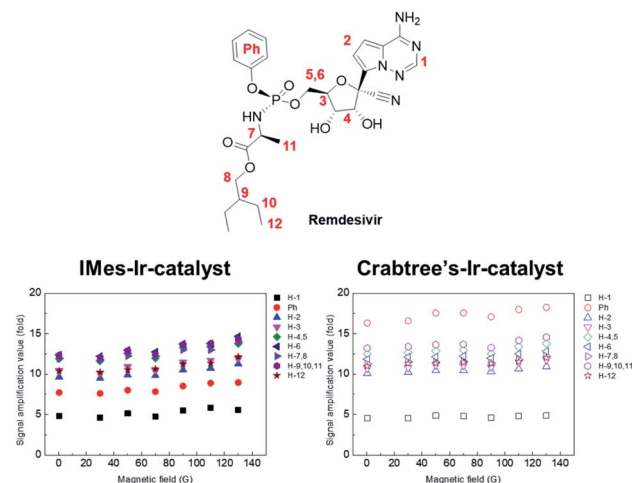 NH₂
Ph
2
N
N
N
1
O
O
P
O
5,6
O
3
N
HN
HO
4
OH
7
11
O
O
8
9
10
12
Remdesivir
IMes-Ir-catalyst
Crabtree's-Ir-catalyst
Signal amplification value (fold)
20
15
10
5
0
0 20 40 60 80 100 120 140
Magnetic field (G)
H-1
Ph
H-2
H-3
H-4,5
H-6
H-7,8
H-9,10,11
H-12
Signal amplification value (fold)
20
15
10
5
0
0 20 40 60 80 100 120 140
Magnetic field (G)
H-1
Ph
H-2
H-3
H-4,5
H-6
H-7,8
H-9,10,11
H-12